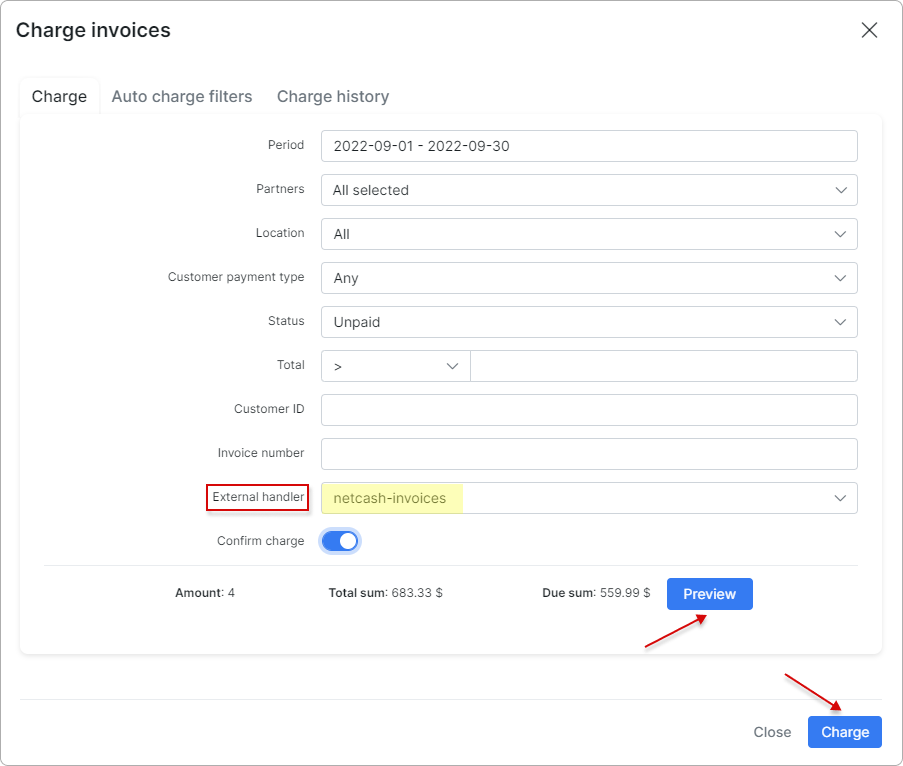 Charge invoices
Charge Auto charge filters Charge history
Period 2022-09-01 - 2022-09-30
Partners All selected
Location All
Customer payment type Any
Status Unpaid
Total >
Customer ID
Invoice number
External handler netcash-invoices
Confirm charge
Amount: 4 Total sum: 683.33 $ Due sum: 559.99 $ Preview
Close Charge